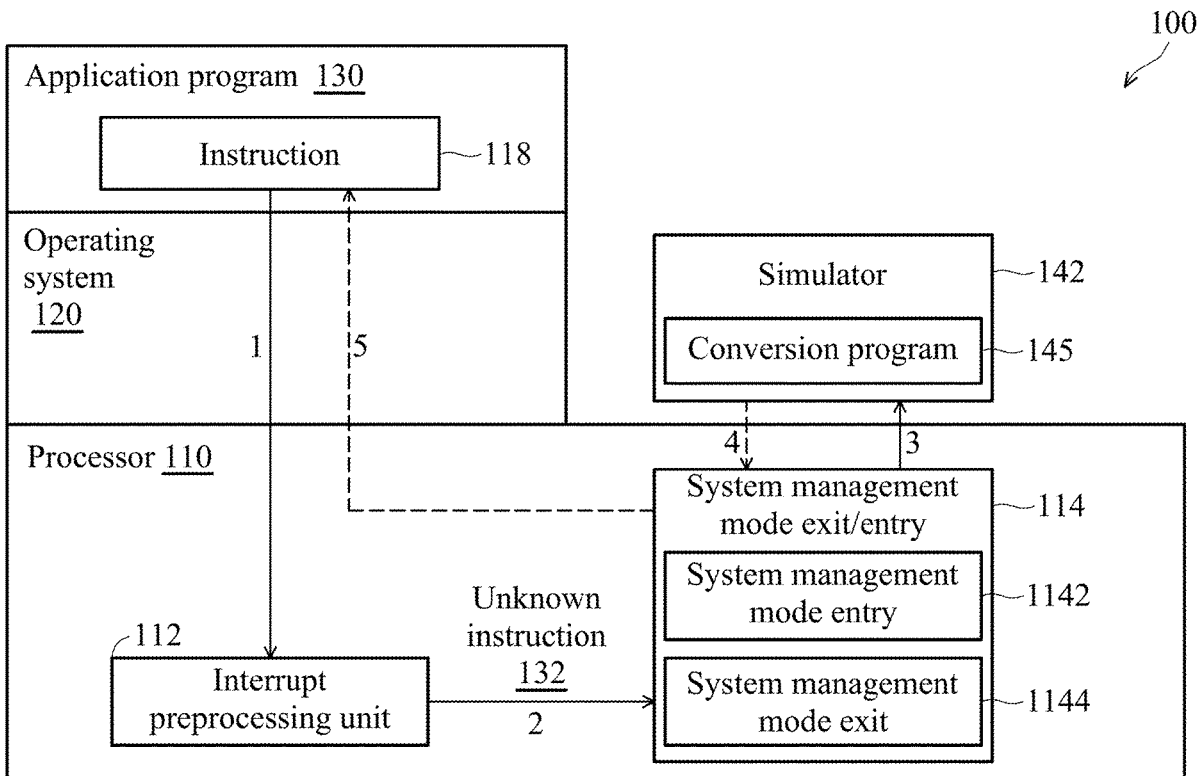 100
Application program 130
Instruction
118
Operating
system
120
1
5
Simulator
142
Conversion program
145
4
3
Processor 110
System management
mode exit/entry
114
System management
mode entry
1142
Unknown
instruction
132
2
112
Interrupt
preprocessing unit
System management
mode exit
1144